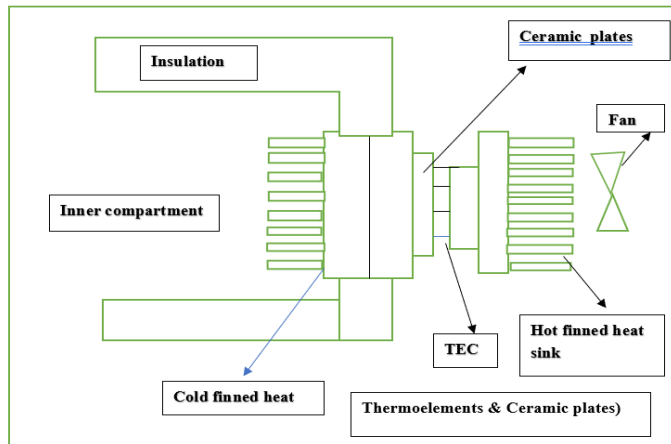 Ceramic plates
Insulation
Fan
Inner compartment
Hot finned heat
sink
TEC
Cold finned heat
Thermoelements & Ceramic plates)